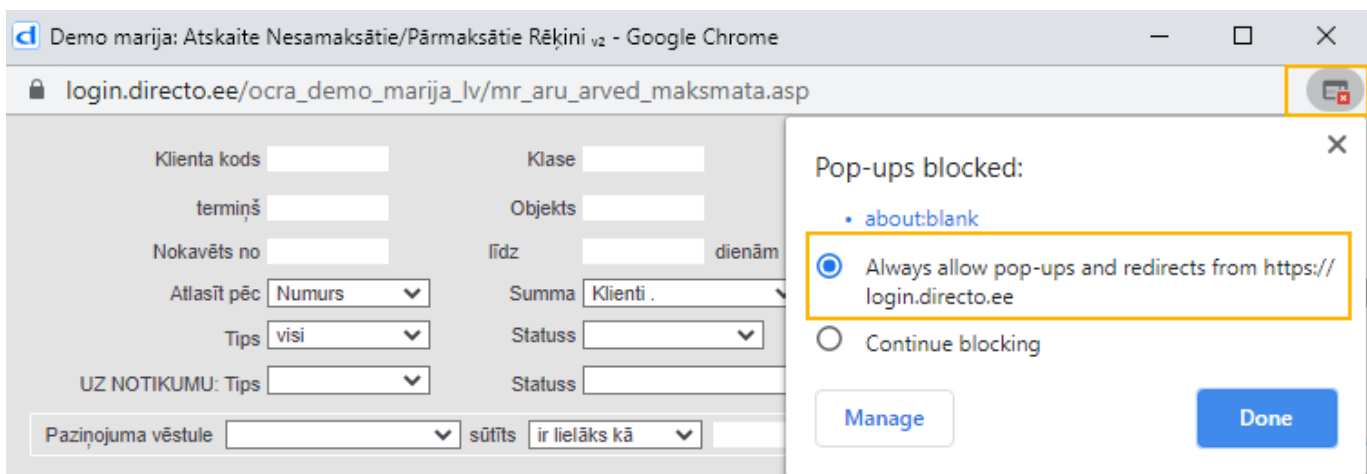 d Demo marija: Atskaite Nesamaksātie/Pārmaksātie Rēķini v2 - Google Chrome
login.directo.ee/ocra_demo_marija_lv/mr_aru_arved_maksmata.asp
Klienta kods Klase
termiņš Objekts
Nokavēts no līdz dienām
Atlasīt pēc Numurs Summa Klienti .
Tips visi Statuss
UZ NOTIKUMU: Tips Statuss
Paziņojuma vēstule sūtīts ir lielāks kā
Pop-ups blocked:
• about:blank
Always allow pop-ups and redirects from https://
login.directo.ee
Continue blocking
Manage Done